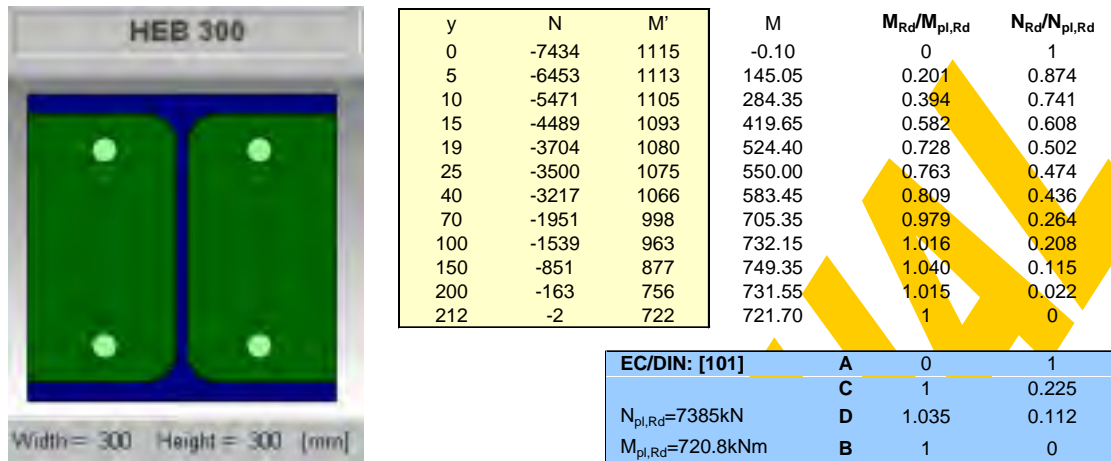 HEB 300
Width = 300 Height = 300 [mm]
y N M' M M_Rd/M_pl,Rd N_Rd/N_pl,Rd
0 -7434 1115 -0.10 0 1
5 -6453 1113 145.05 0.201 0.874
10 -5471 1105 284.35 0.394 0.741
15 -4489 1093 419.65 0.582 0.608
19 -3704 1080 524.40 0.728 0.502
25 -3500 1075 550.00 0.763 0.474
40 -3217 1066 583.45 0.809 0.436
70 -1951 998 705.35 0.979 0.264
100 -1539 963 732.15 1.016 0.208
150 -851 877 749.35 1.040 0.115
200 -163 756 731.55 1.015 0.022
212 -2 722 721.70 1 0
EC/DIN: [101] A 0 1
C 1 0.225
N_pl,Rd=7385kN D 1.035 0.112
M_pl,Rd=720.8kNm B 1 0